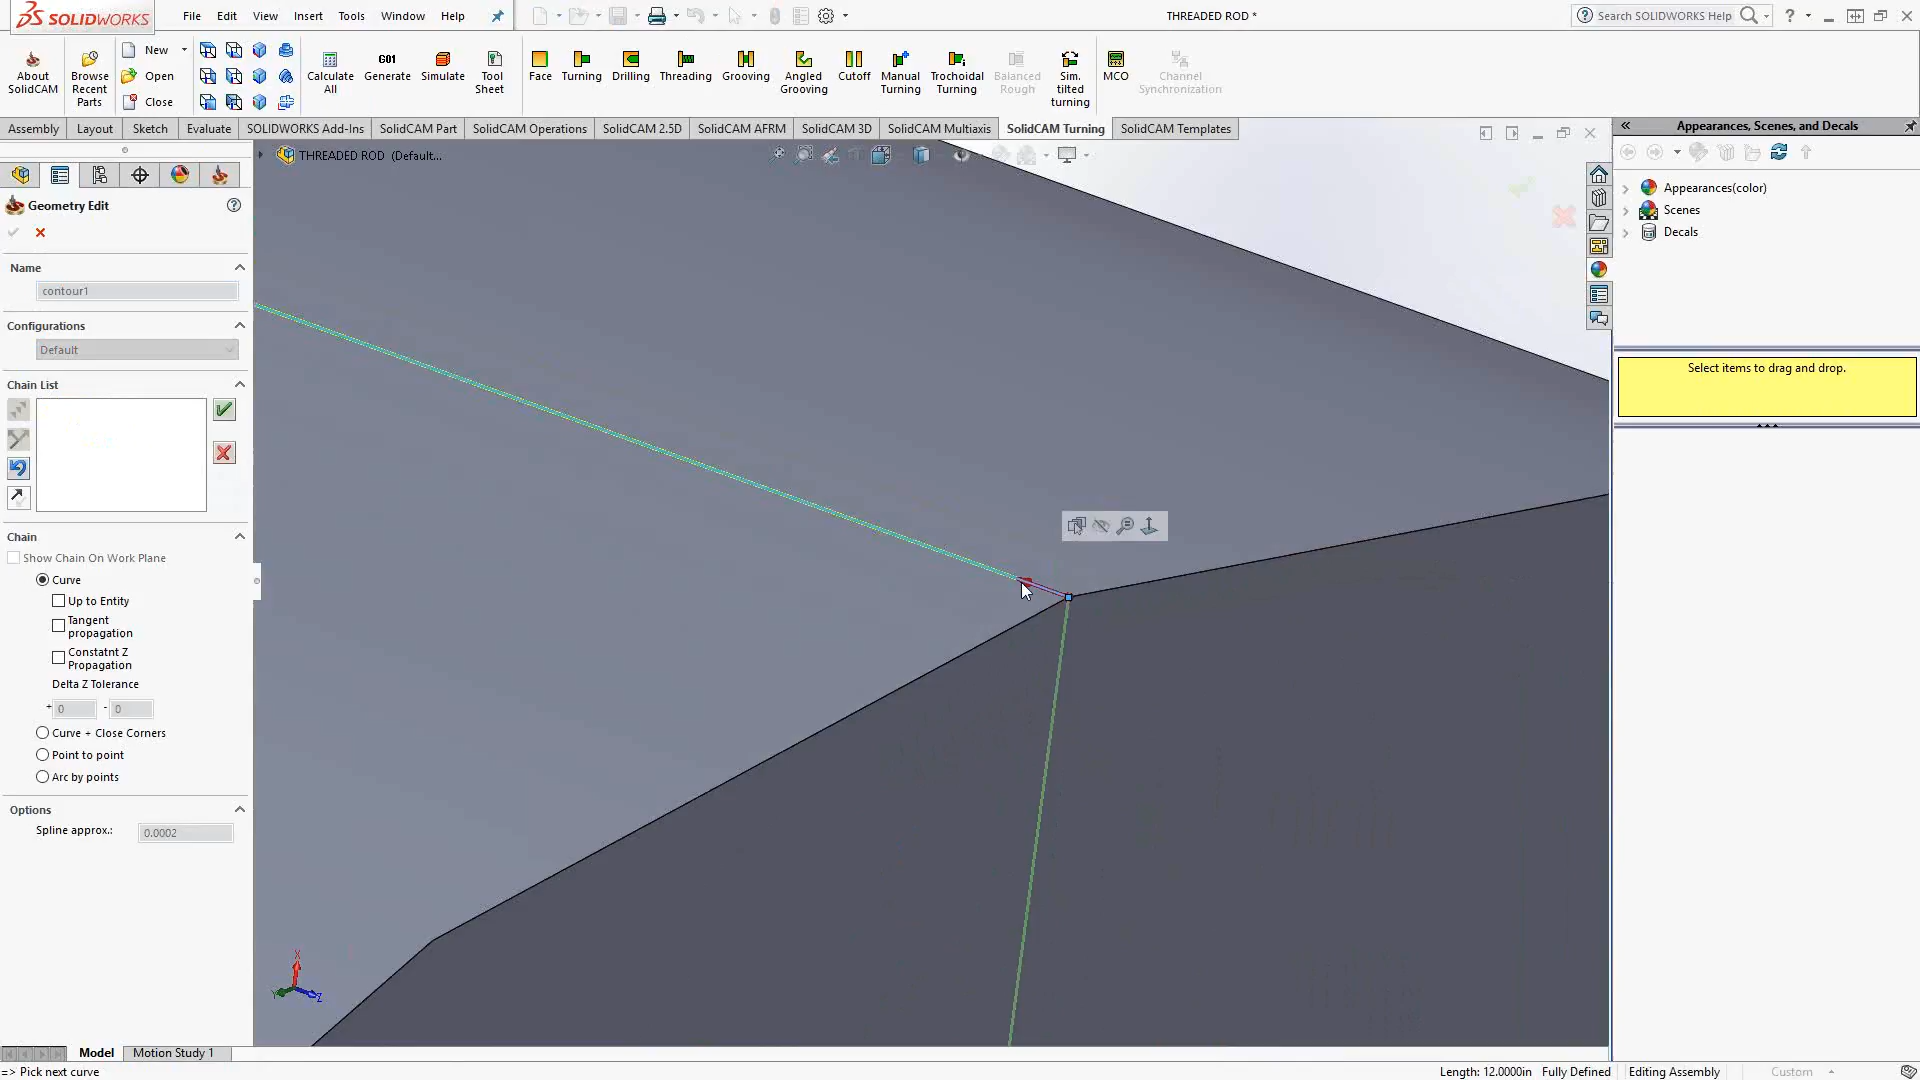 SOLIDWORKS File Edit View Insert Tools Window Help THREADED ROD * Search SOLIDWORKS Help ?
About SolidCAM
Browse Recent Parts
New
Open
Close
Calculate All
G01
Generate
Simulate
Tool Sheet
Face
Turning
Drilling
Threading
Grooving
Angled Grooving
Cutoff
Manual Turning
Trochoidal Turning
Balanced Rough
Sim. tilted turning
MCO
Channel Synchronization
Assembly Layout Sketch Evaluate SOLIDWORKS Add-Ins SolidCAM Part SolidCAM Operations SolidCAM 2.5D SolidCAM AFRM SolidCAM 3D SolidCAM Multiaxis SolidCAM Turning SolidCAM Templates
Appearances, Scenes, and Decals
THREADED ROD (Default...
Appearances(color)
Scenes
Decals
Select items to drag and drop.
Geometry Edit
?
Name
contour1
Configurations
Default
Chain List
Chain
Show Chain On Work Plane
Curve
Up to Entity
Tangent
propagation
Constatnt Z
Propagation
Delta Z Tolerance
+ 0 - 0
Curve + Close Corners
Point to point
Arc by points
Options
Spline approx.: 0.0002
X
Y
Z
Model Motion Study 1
=> Pick next curve Length: 12.0000in Fully Defined Editing Assembly Custom